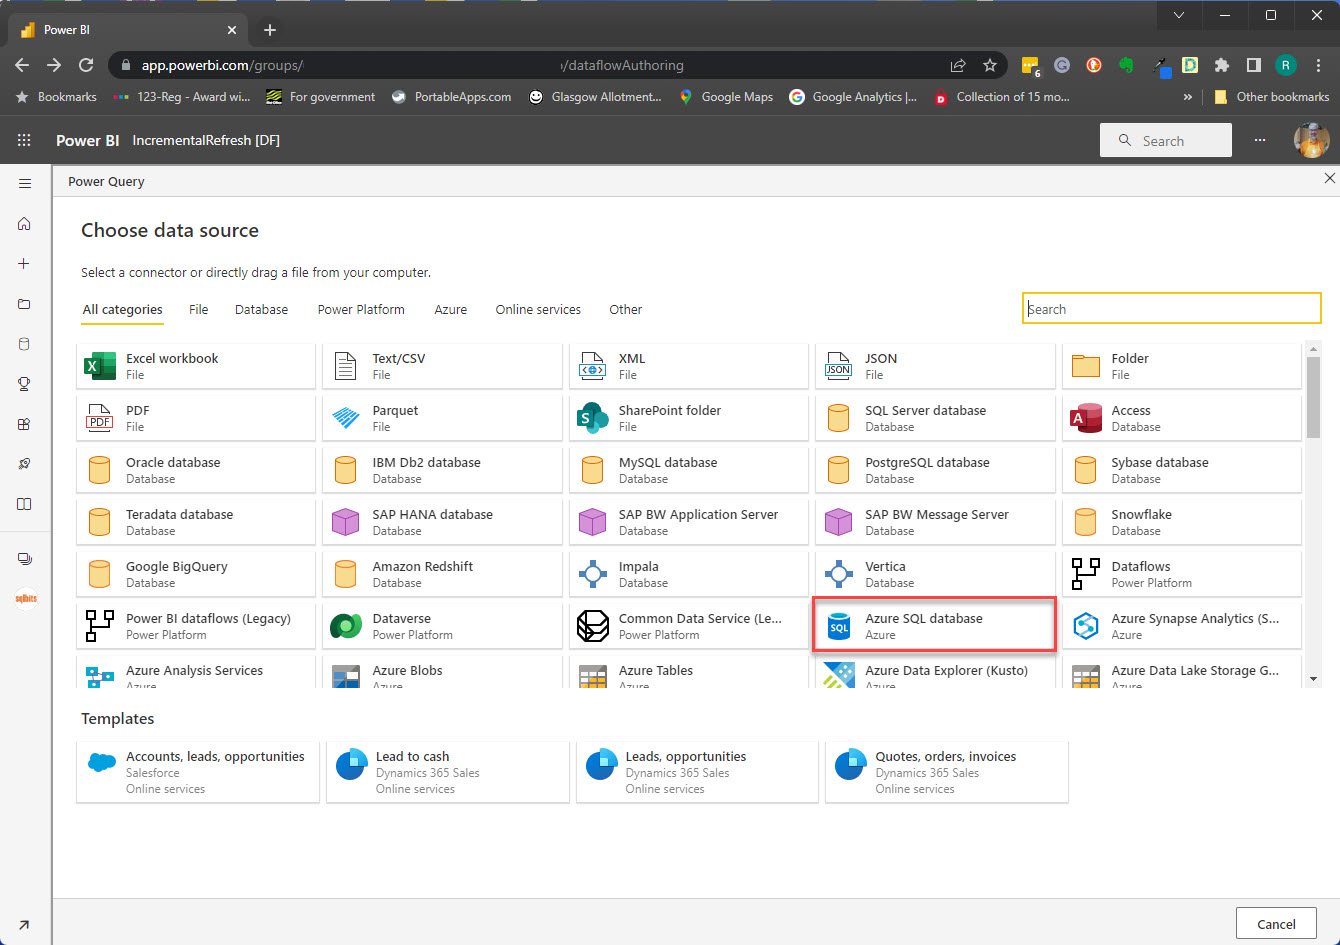 Power BI
app.powerbi.com/groups/ /dataflowAuthoring
6
R
Bookmarks 123-Reg - Award wi... For government PortableApps.com Glasgow Allotment... Google Maps Google Analytics |... Collection of 15 mo... » Other bookmarks
Power BI IncrementalRefresh [DF] Search
Power Query
Choose data source
Select a connector or directly drag a file from your computer.
All categories File Database Power Platform Azure Online services Other Search
Excel workbook Text/CSV XML JSON Folder
File File File File File
PDF Parquet SharePoint folder SQL Server database Access
File File File Database Database
Oracle database IBM Db2 database MySQL database PostgreSQL database Sybase database
Database Database Database Database Database
Teradata database SAP HANA database SAP BW Application Server SAP BW Message Server Snowflake
Database Database Database Database Database
Google BigQuery Amazon Redshift Impala Vertica Dataflows
Database Database Database Database Power Platform
Power BI dataflows (Legacy) Dataverse Common Data Service (Le... Azure SQL database Azure Synapse Analytics (S...
Power Platform Power Platform Power Platform Azure Azure
Azure Analysis Services Azure Blobs Azure Tables Azure Data Explorer (Kusto) Azure Data Lake Storage G...
Azure Azure Azure Azure Azure
sqlbits
Templates
Accounts, leads, opportunities Lead to cash Leads, opportunities Quotes, orders, invoices
Salesforce Dynamics 365 Sales Dynamics 365 Sales Dynamics 365 Sales
Online services Online services Online services Online services
Cancel